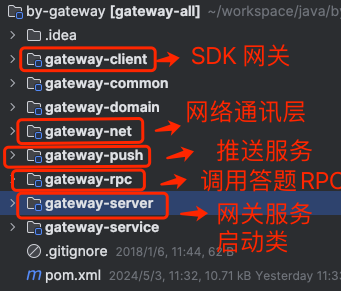 by-gateway [gateway-all] ~/workspace/java/by
.idea
gateway-client SDK 网关
gateway-common
gateway-domain
gateway-net 网络通讯层
gateway-push 推送服务
gateway-rpc 调用答题RPC
gateway-server 网关服务
启动类
gateway-service
.gitignore 2018/1/6, 11:44, 62 B
pom.xml 2024/5/3, 11:32, 10.71 kB Yesterday 11:33